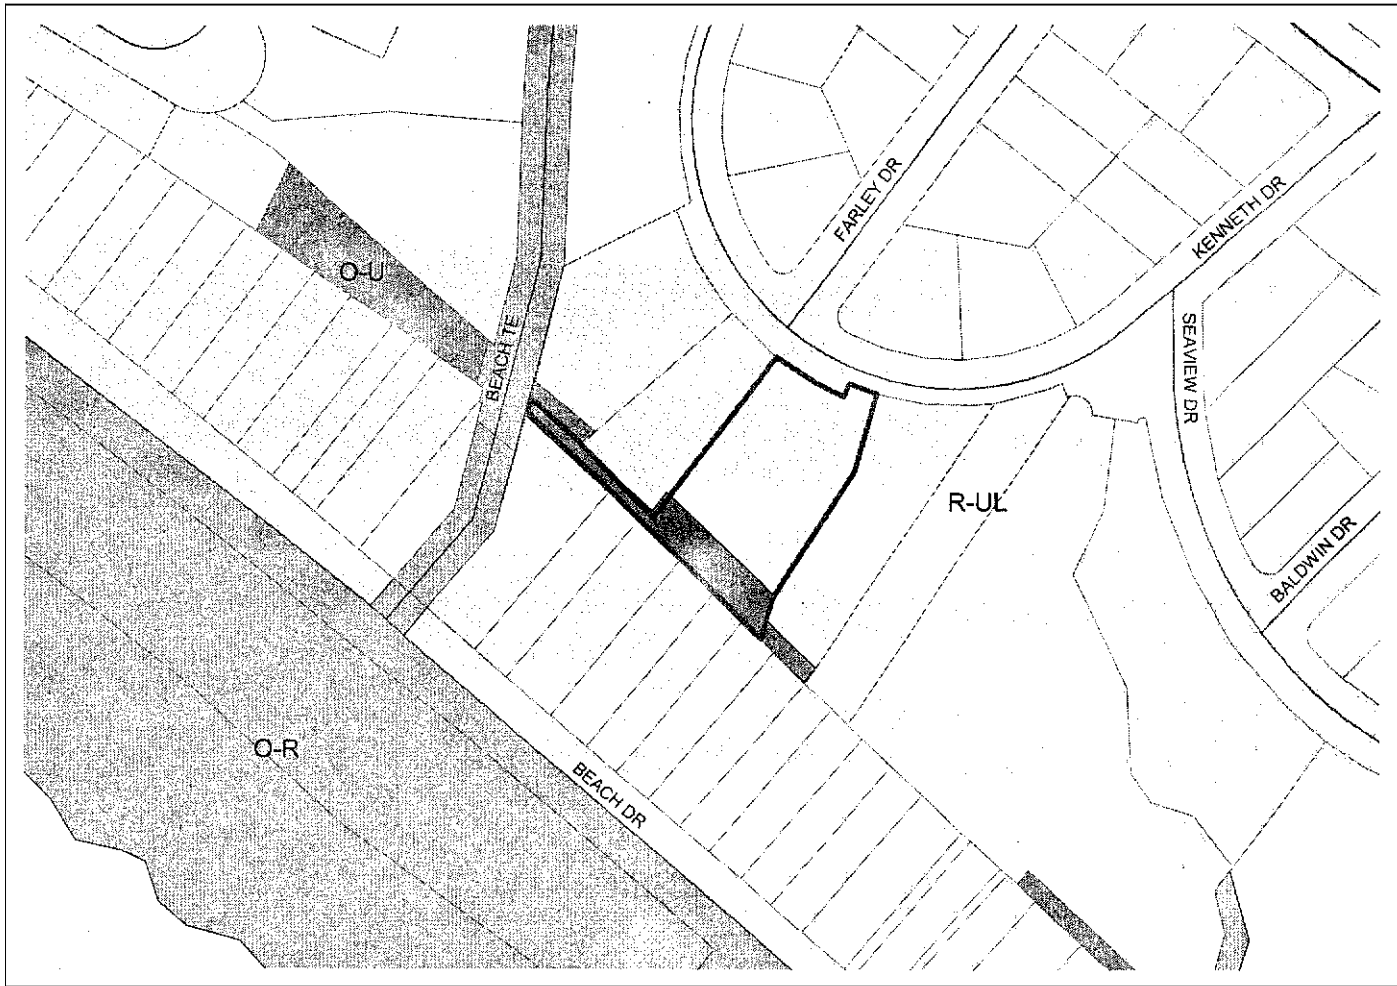 FARLEY DR
KENNETH DR
O-U
BEACH TE
SEAVIEW DR
R-UL
BALDWIN DR
O-R
BEACH DR